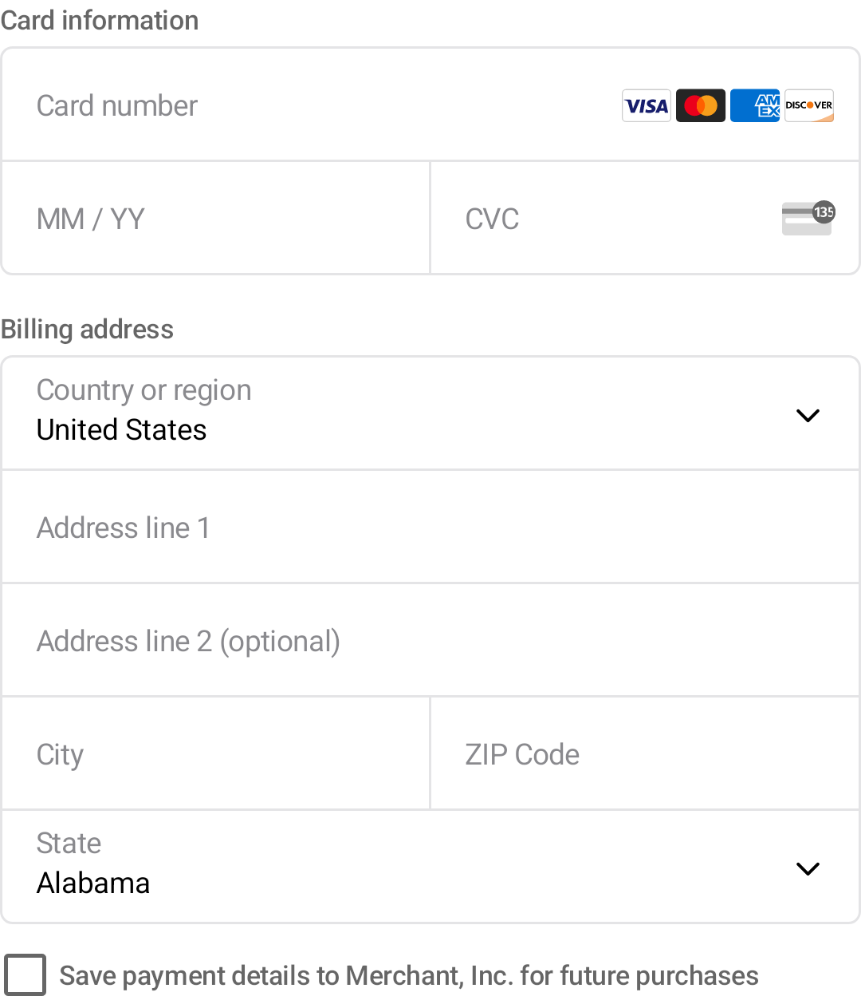 Card information
Card number VISA AMEX DISCOVER
MM / YY CVC 135
Billing address
Country or region
United States
Address line 1
Address line 2 (optional)
City ZIP Code
State
Alabama
Save payment details to Merchant, Inc. for future purchases